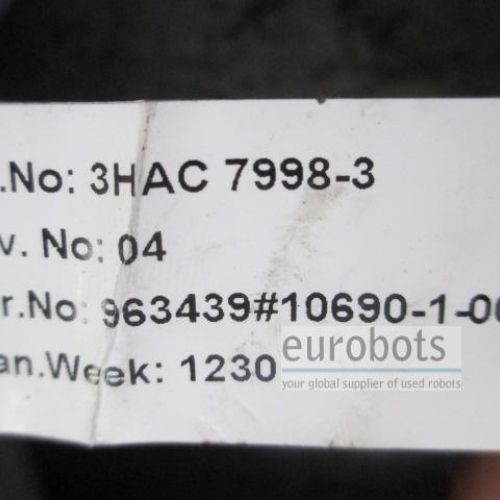 .No: 3HAC 7998-3
v. No: 04
r.No: 963439#10690-1-00
an.Week: 1230
eurobots
your global supplier of used robots